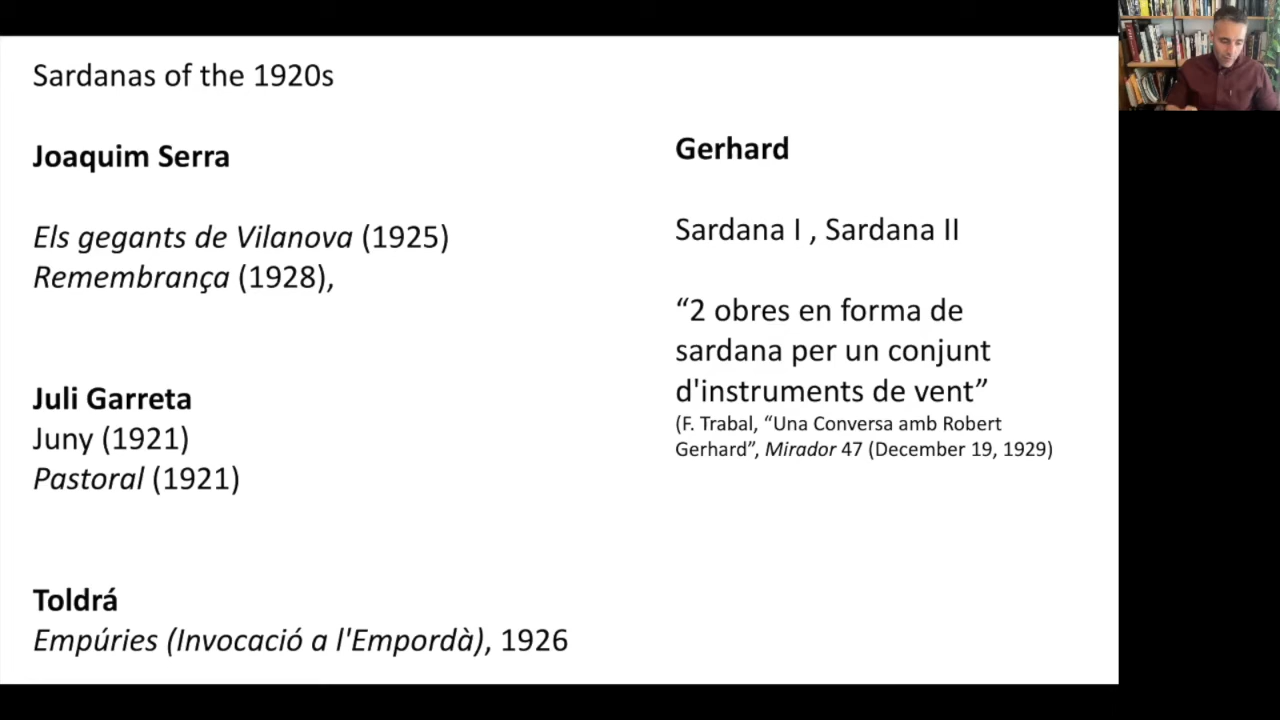 Sardanas of the 1920s
Joaquim Serra
Els gegants de Vilanova (1925)
Remembrança (1928),
Juli Garreta
Juny (1921)
Pastoral (1921)
Toldrá
Empúries (Invocació a l'Empordà), 1926
Gerhard
Sardana I , Sardana II
“2 obres en forma de
sardana per un conjunt
d'instruments de vent”
(F. Trabal, “Una Conversa amb Robert
Gerhard”, Mirador 47 (December 19, 1929)